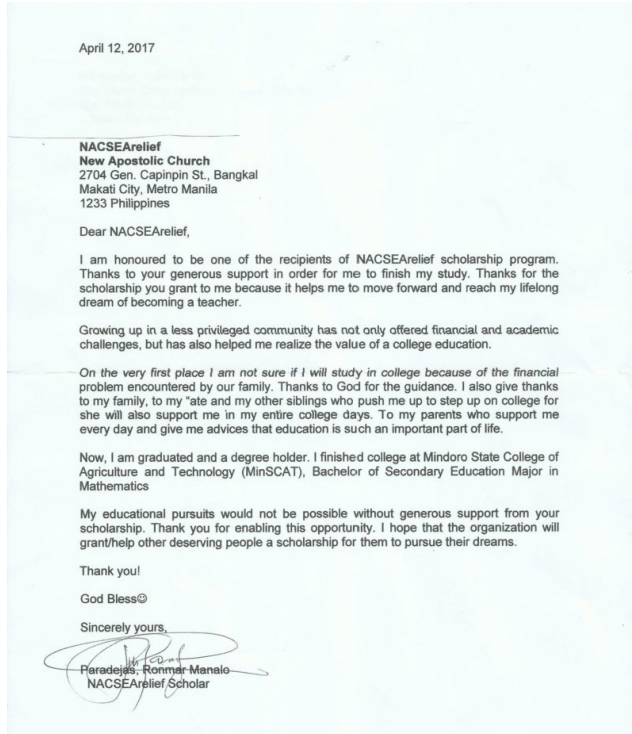 April 12, 2017
NACSEArelief
New Apostolic Church
2704 Gen. Capinpin St., Bangkal
Makati City, Metro Manila
1233 Philippines
Dear NACSEArelief,
I am honoured to be one of the recipients of NACSEArelief scholarship program.
Thanks to your generous support in order for me to finish my study. Thanks for the
scholarship you grant to me because it helps me to move forward and reach my lifelong
dream of becoming a teacher.
Growing up in a less privileged community has not only offered financial and academic
challenges, but has also helped me realize the value of a college education.
On the very first place I am not sure if I will study in college because of the financial
problem encountered by our family. Thanks to God for the guidance. I also give thanks
to my family, to my "ate and my other siblings who push me up to step up on college for
she will also support me in my entire college days. To my parents who support me
every day and give me advices that education is such an important part of life.
Now, I am graduated and a degree holder. I finished college at Mindoro State College of
Agriculture and Technology (MinSCAT), Bachelor of Secondary Education Major in
Mathematics
My educational pursuits would not be possible without generous support from your
scholarship. Thank you for enabling this opportunity. I hope that the organization will
grant/help other deserving people a scholarship for them to pursue their dreams.
Thank you!
God Bless☺
Sincerely yours,
Paradejas, Ronmar Manalo
NACSEArelief Scholar